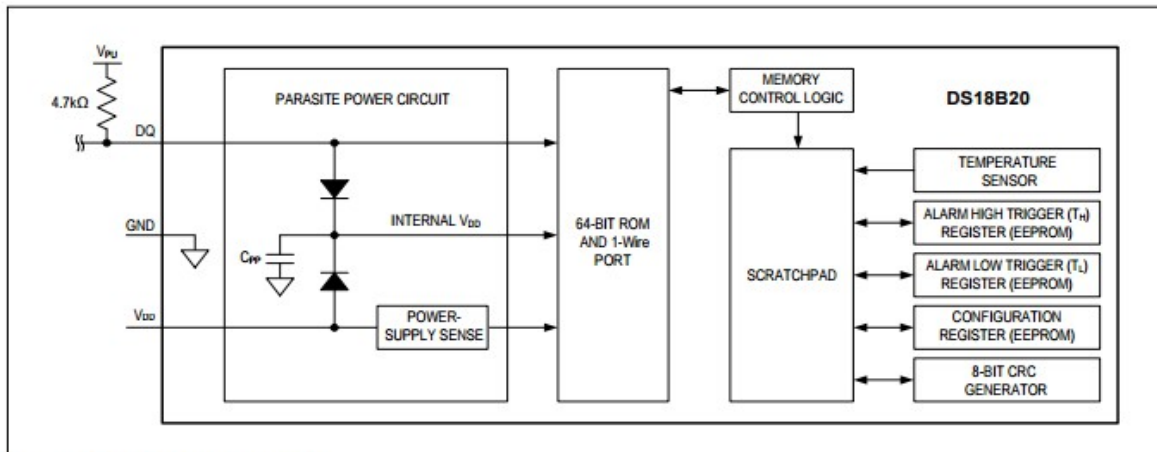 VPU
4.7kΩ
DQ
GND
VDD
PARASITE POWER CIRCUIT
INTERNAL VDD
CPP
POWER-
SUPPLY SENSE
64-BIT ROM
AND 1-Wire
PORT
MEMORY
CONTROL LOGIC
SCRATCHPAD
DS18B20
TEMPERATURE
SENSOR
ALARM HIGH TRIGGER (TH)
REGISTER (EEPROM)
ALARM LOW TRIGGER (TL)
REGISTER (EEPROM)
CONFIGURATION
REGISTER (EEPROM)
8-BIT CRC
GENERATOR